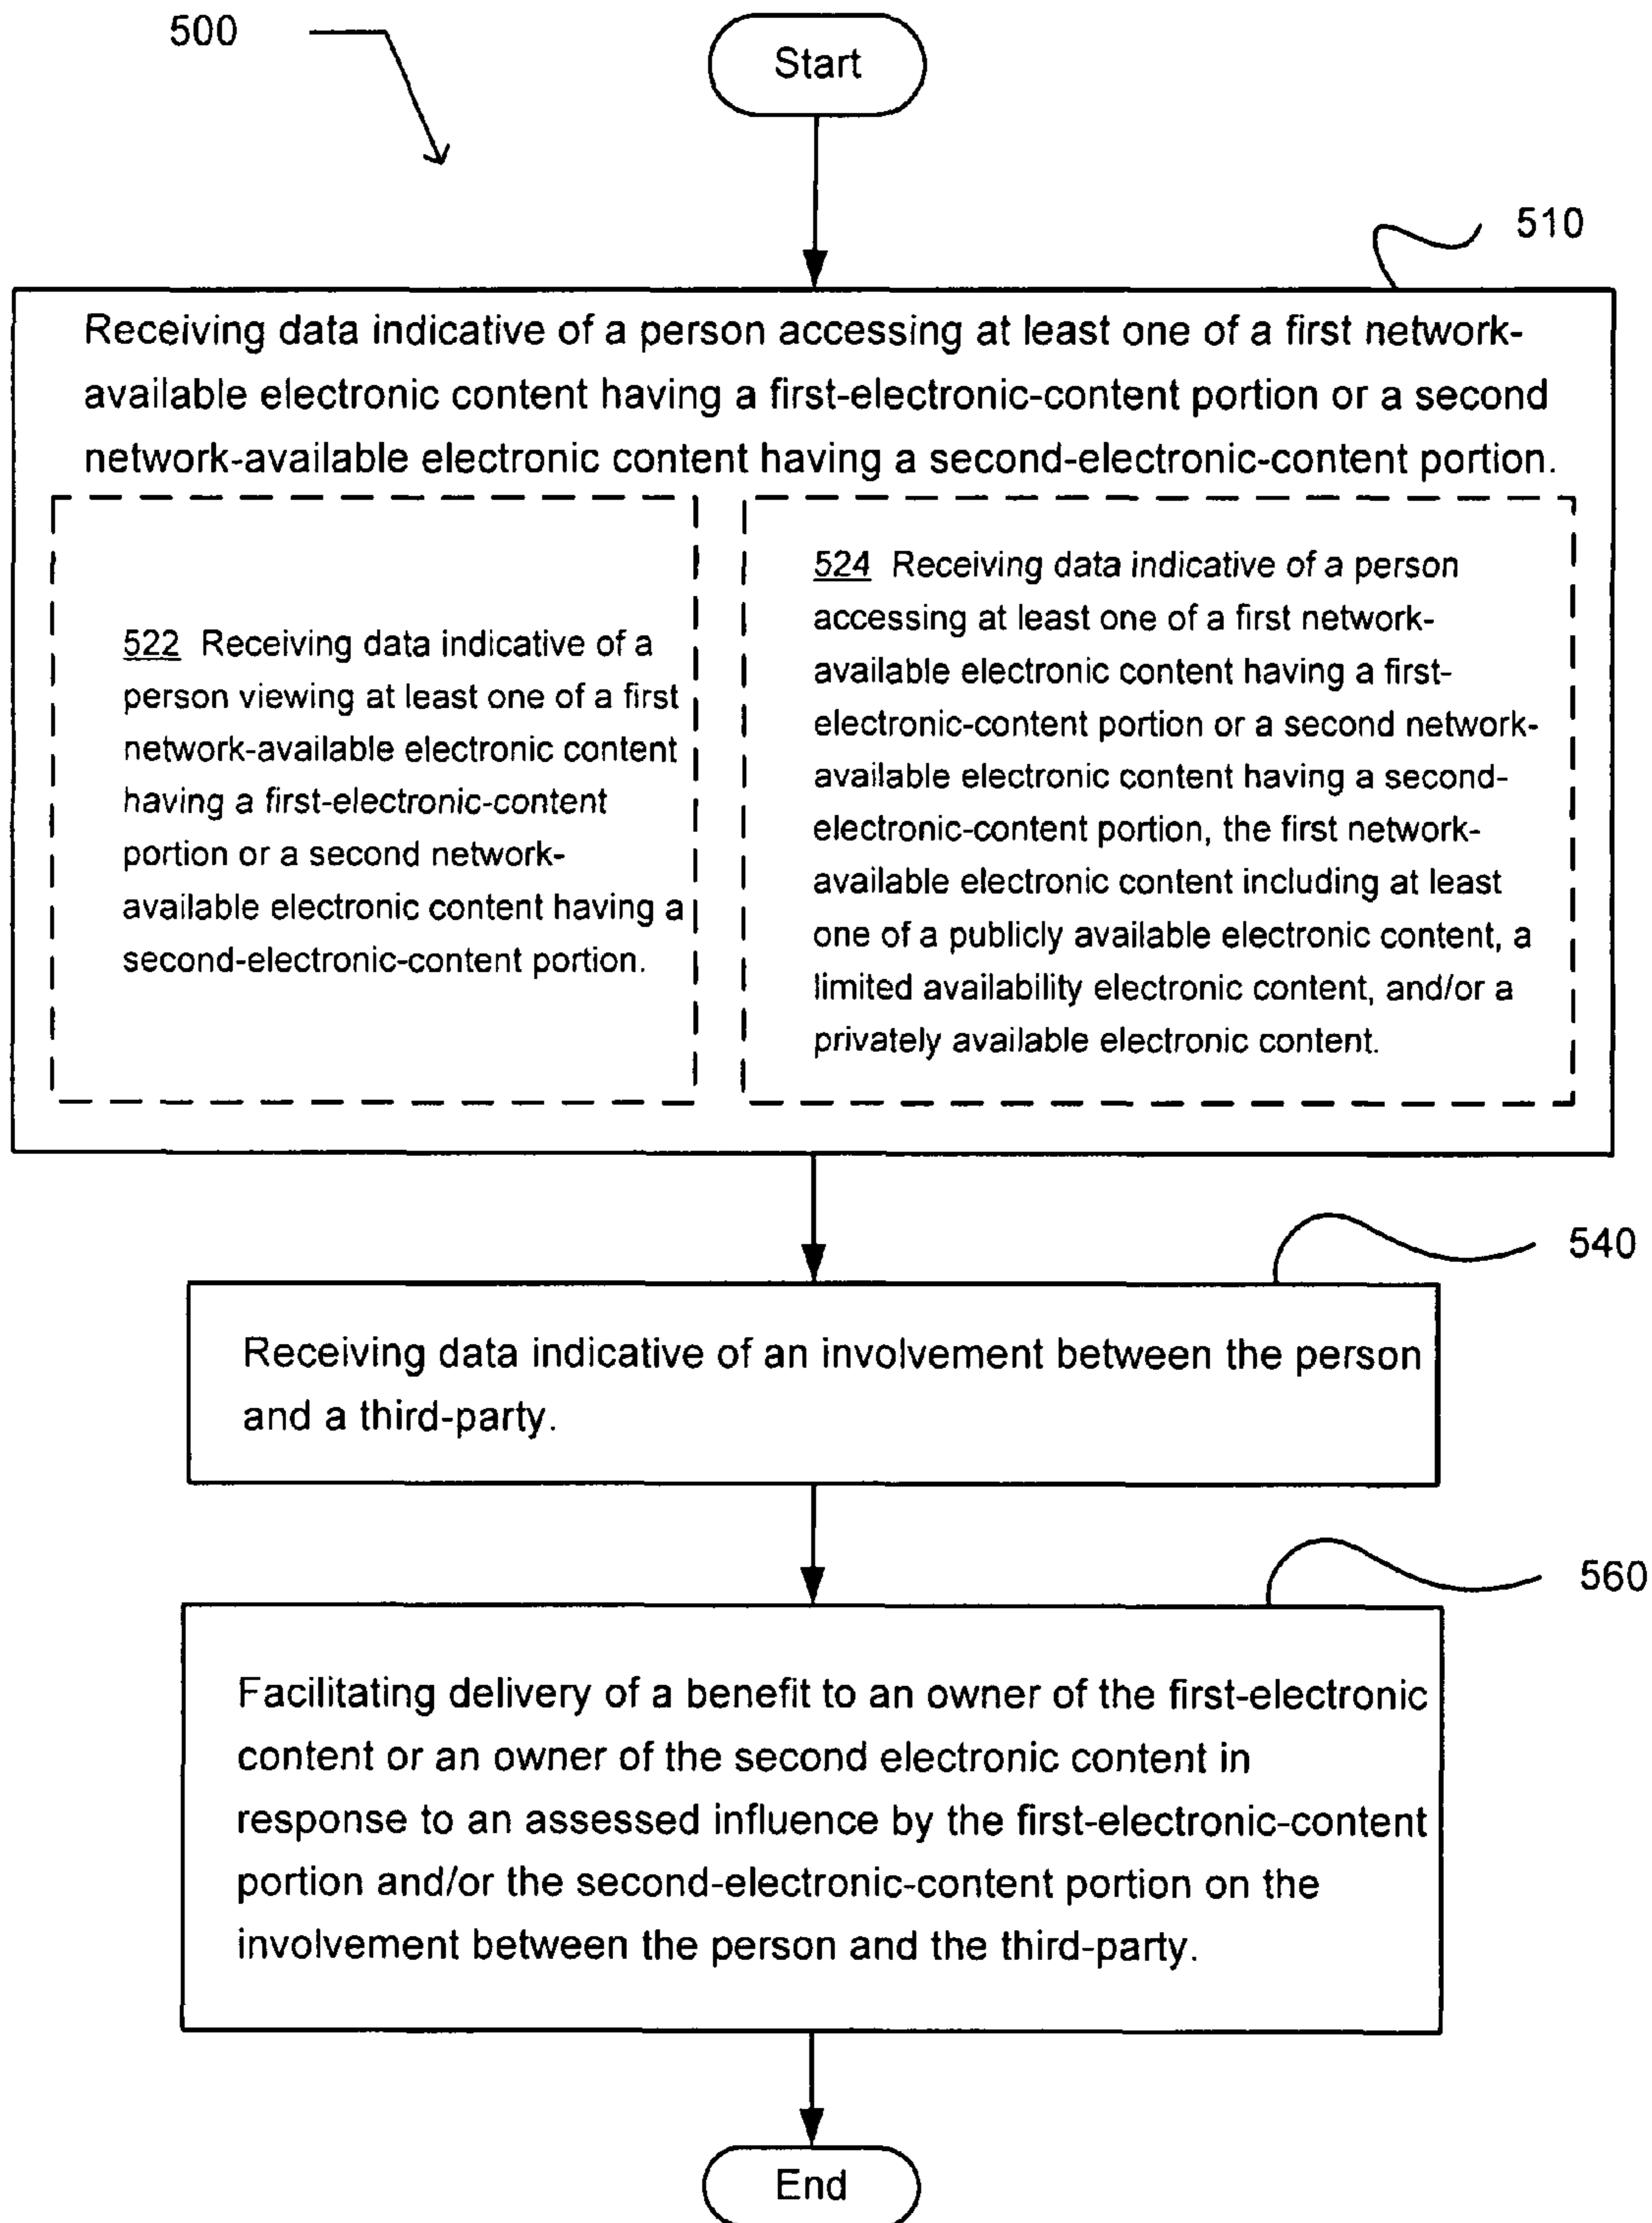 500
Start
510
Receiving data indicative of a person accessing at least one of a first network-
available electronic content having a first-electronic-content portion or a second
network-available electronic content having a second-electronic-content portion.
522 Receiving data indicative of a
person viewing at least one of a first
network-available electronic content
having a first-electronic-content
portion or a second network-
available electronic content having a
second-electronic-content portion.
524 Receiving data indicative of a person
accessing at least one of a first network-
available electronic content having a first-
electronic-content portion or a second network-
available electronic content having a second-
electronic-content portion, the first network-
available electronic content including at least
one of a publicly available electronic content, a
limited availability electronic content, and/or a
privately available electronic content.
540
Receiving data indicative of an involvement between the person
and a third-party.
560
Facilitating delivery of a benefit to an owner of the first-electronic
content or an owner of the second electronic content in
response to an assessed influence by the first-electronic-content
portion and/or the second-electronic-content portion on the
involvement between the person and the third-party.
End